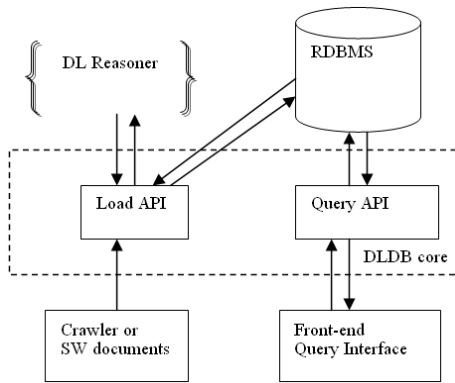 DL Reasoner
RDBMS
Load API
Query API
DLDB core
Crawler or
SW documents
Front-end
Query Interface